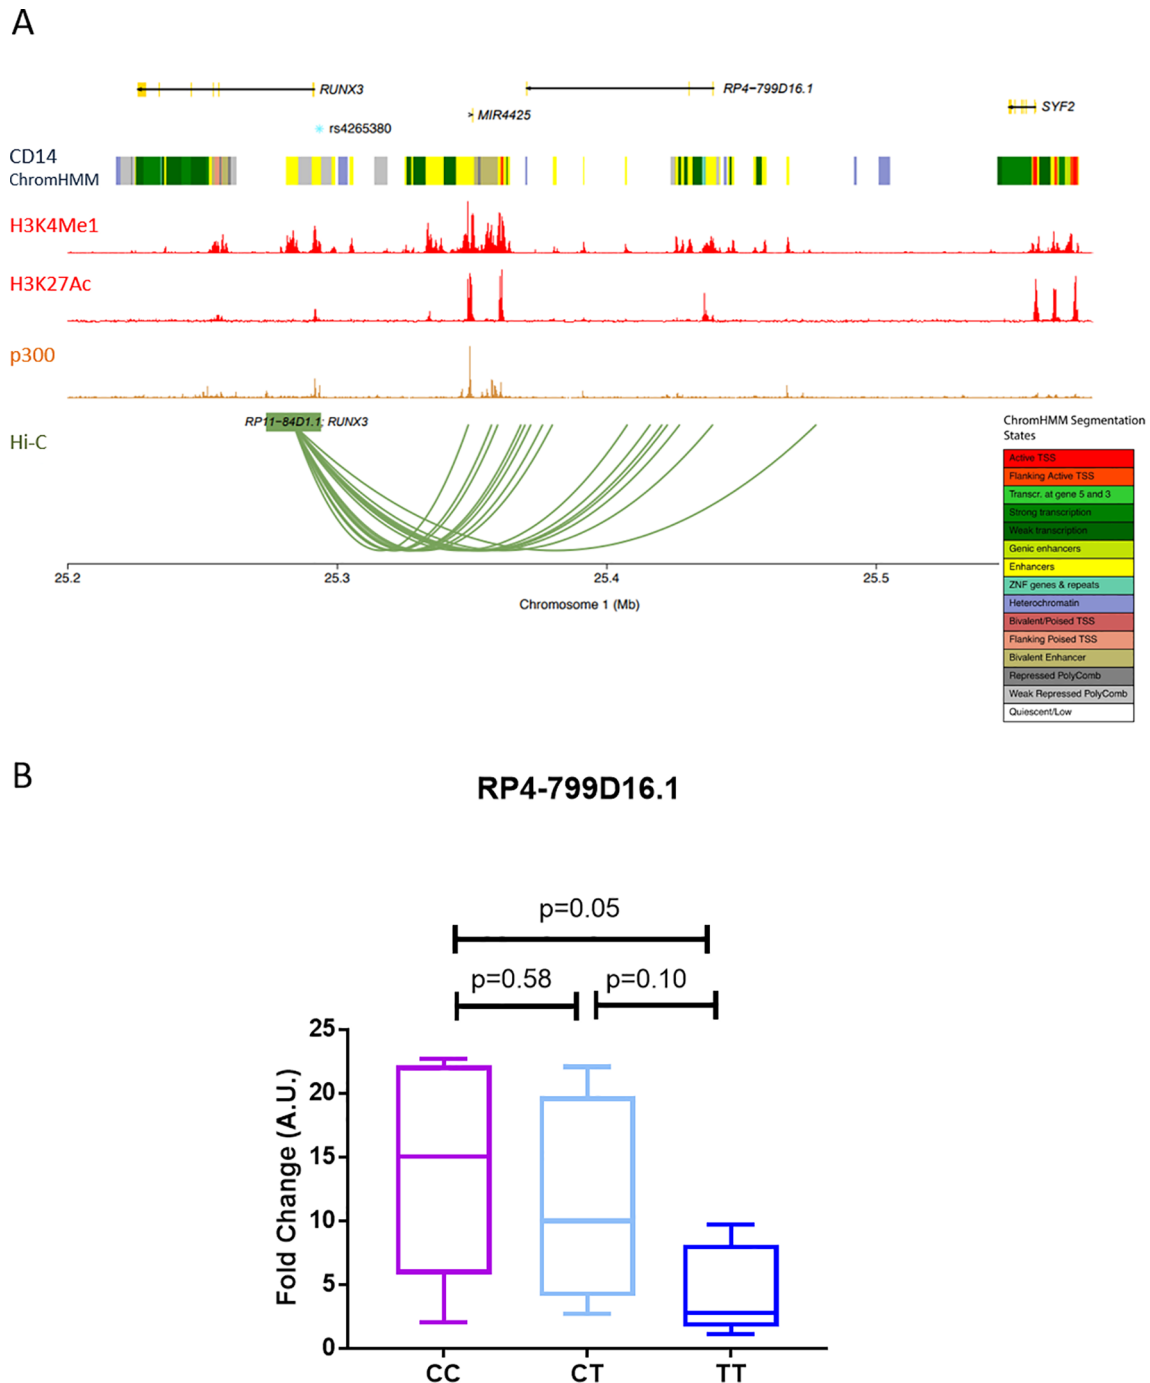 A
RUNX3
RP4−799D16.1
MIR4425
SYF2
rs4265380
CD14
ChromHMM
H3K4Me1
H3K27Ac
p300
RP11−84D1.1; RUNX3
Hi-C
ChromHMM Segmentation
States
Active TSS
Flanking Active TSS
Transcr. at gene 5 and 3
Strong transcription
Weak transcription
Genic enhancers
Enhancers
ZNF genes & repeats
Heterochromatin
Bivalent/Poised TSS
Flanking Poised TSS
Bivalent Enhancer
Repressed PolyComb
Weak Repressed PolyComb
Quiescent/Low
25.2 25.3 25.4 25.5
Chromosome 1 (Mb)
B
RP4-799D16.1
p=0.05
p=0.58 p=0.10
Fold Change (A.U.)
25
20
15
10
5
0
CC CT TT